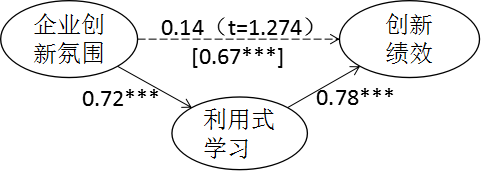 企业创
新氛围
0.14（t=1.274）
[0.67***]
创新
绩效
0.72***
0.78***
利用式
学习